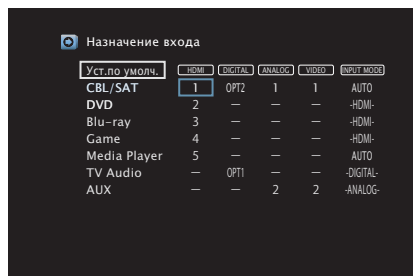 Назначение входа
Уст.по умолч. HDMI DIGITAL ANALOG VIDEO INPUT MODE
CBL/SAT 1 OPT2 1 1 AUTO
DVD 2 – – – -HDMI-
Blu-ray 3 – – – -HDMI-
Game 4 – – – -HDMI-
Media Player 5 – – – AUTO
TV Audio – OPT1 – – -DIGITAL-
AUX – – 2 2 -ANALOG-